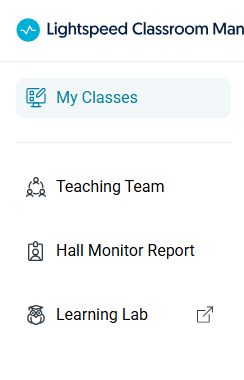 Lightspeed Classroom Man
My Classes
Teaching Team
Hall Monitor Report
Learning Lab